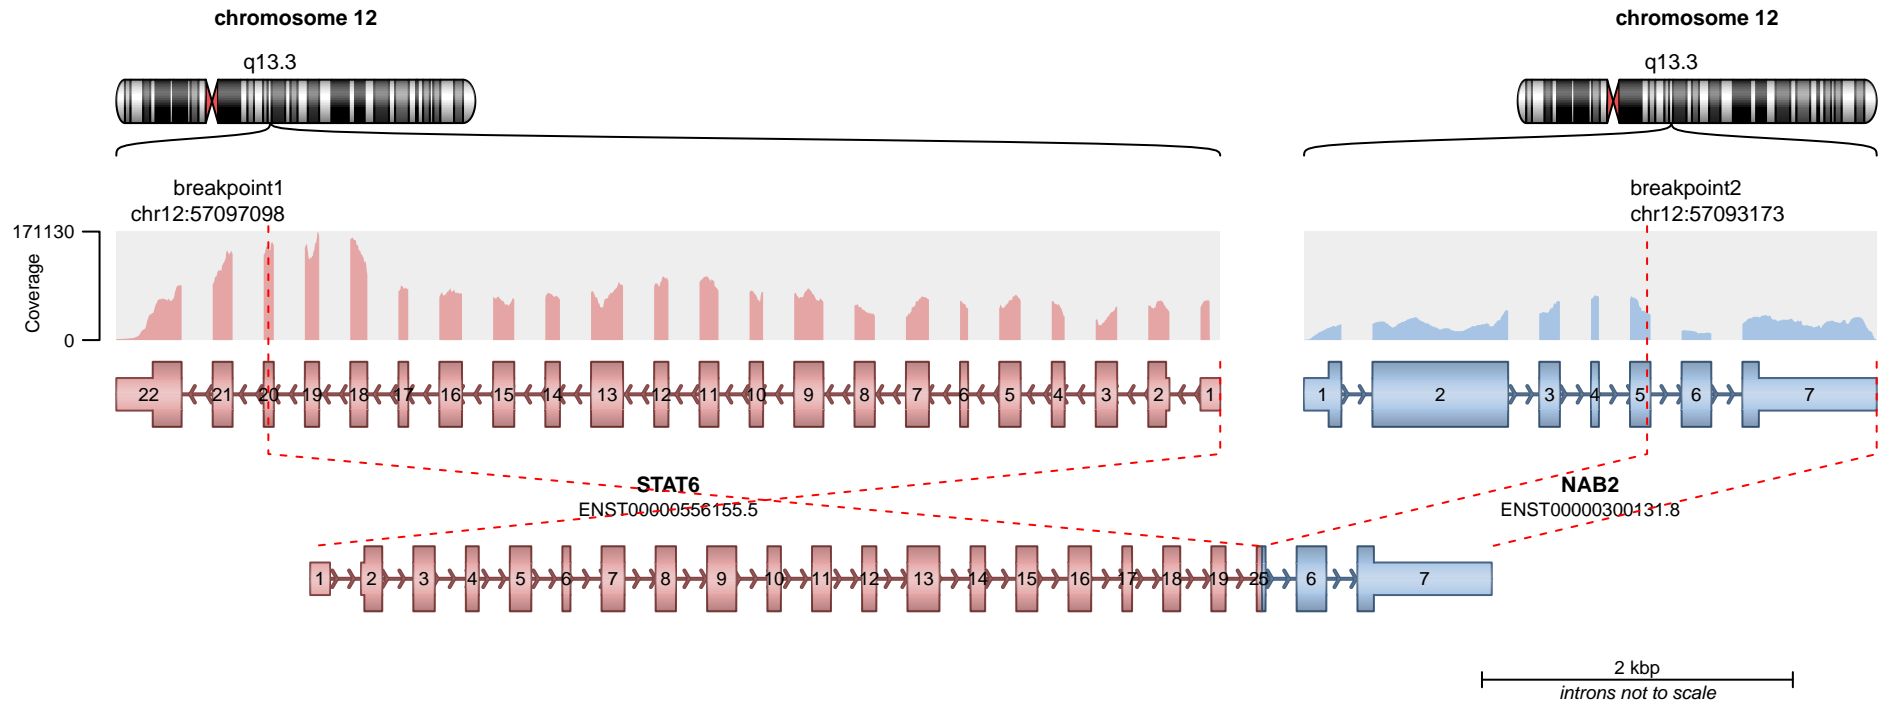 chromosome 12
chromosome 12
q13.3
q13.3
breakpoint1
chr12:57097098
breakpoint2
chr12:57093173
171130
Coverage
0
22 21 20 19 18 17 16 15 14 13 12 11 10 9 8 7 6 5 4 3 2 1
1 2 3 4 5 6 7
STAT6
ENST00000556155.5
NAB2
ENST00000300131.8
1 2 3 4 5 6 7 8 9 10 11 12 13 14 15 16 17 18 19 25 6 7
2 kbp
introns not to scale